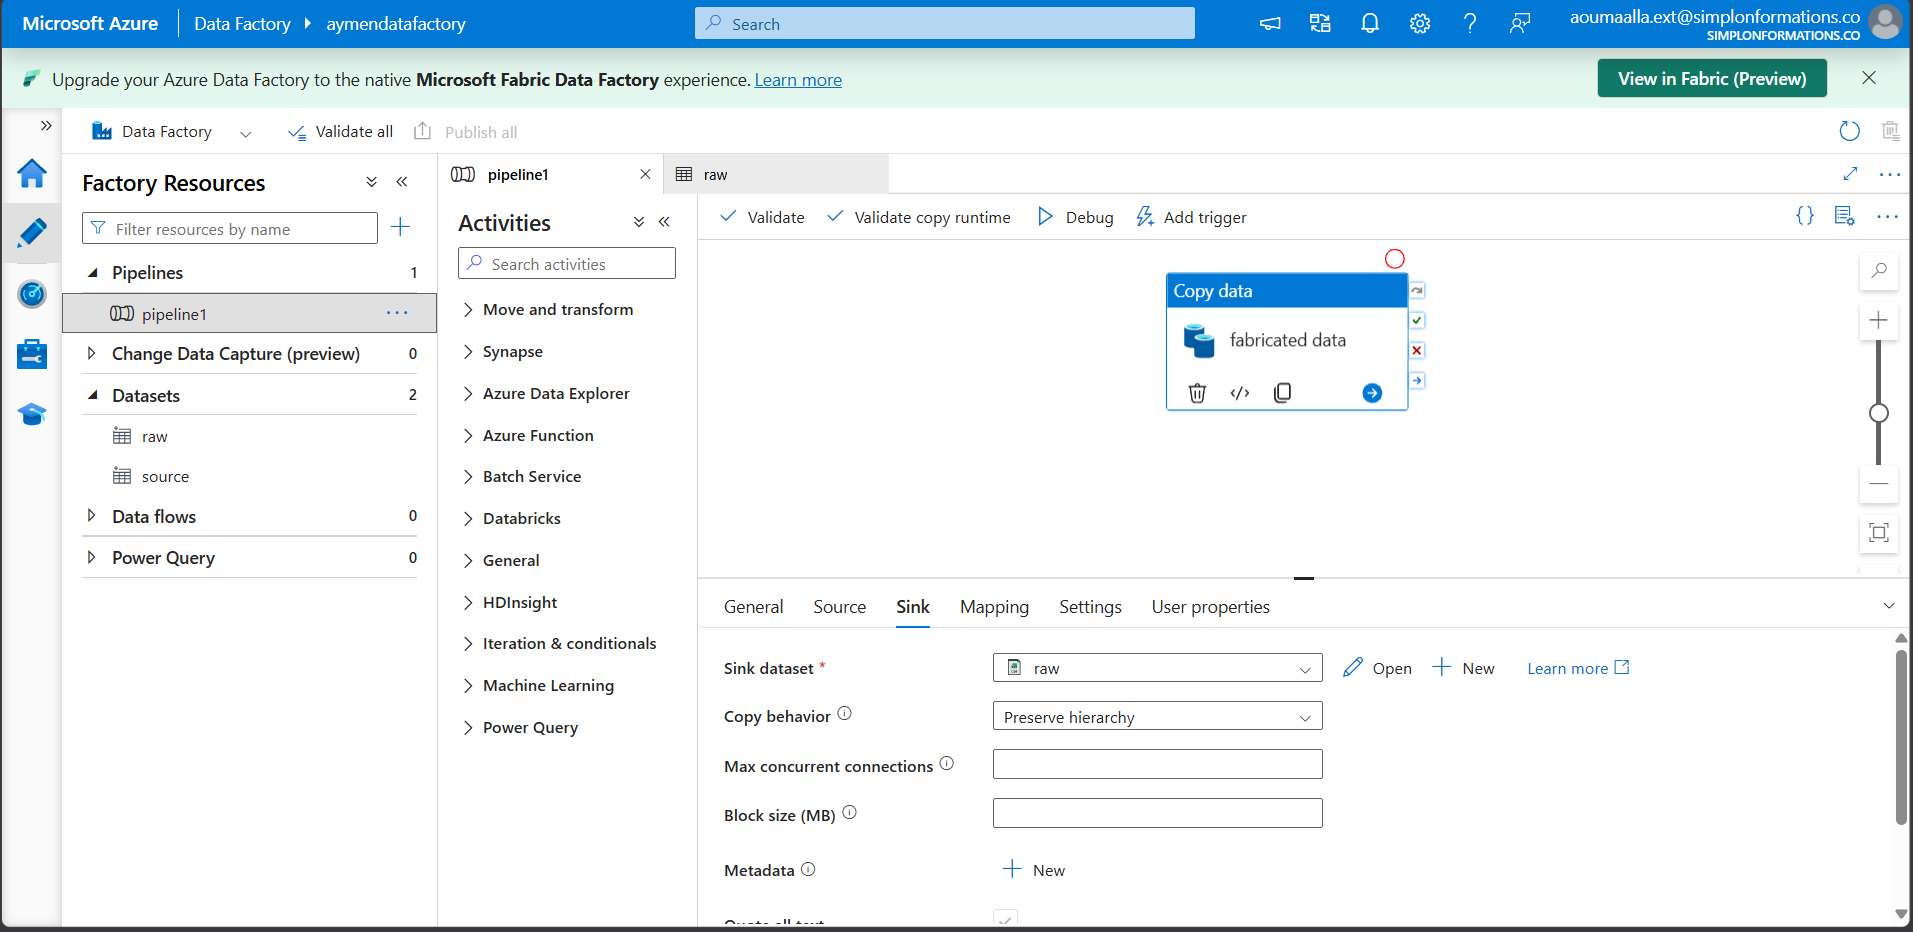 Microsoft Azure
Data Factory
aymendatafactory
Search
aoumaalla.ext@simplonformations.co
SIMPLONFORMATIONS.CO
Upgrade your Azure Data Factory to the native Microsoft Fabric Data Factory experience. Learn more
View in Fabric (Preview)
Data Factory
Validate all
Publish all
Factory Resources
Filter resources by name
Pipelines 1
pipeline1
Change Data Capture (preview) 0
Datasets 2
raw
source
Data flows 0
Power Query 0
pipeline1
raw
Activities
Search activities
Move and transform
Synapse
Azure Data Explorer
Azure Function
Batch Service
Databricks
General
HDInsight
Iteration & conditionals
Machine Learning
Power Query
Validate
Validate copy runtime
Debug
Add trigger
Copy data
fabricated data
General
Source
Sink
Mapping
Settings
User properties
Sink dataset *
raw
Open
New
Learn more
Copy behavior
Preserve hierarchy
Max concurrent connections
Block size (MB)
Metadata
New
Quote all text